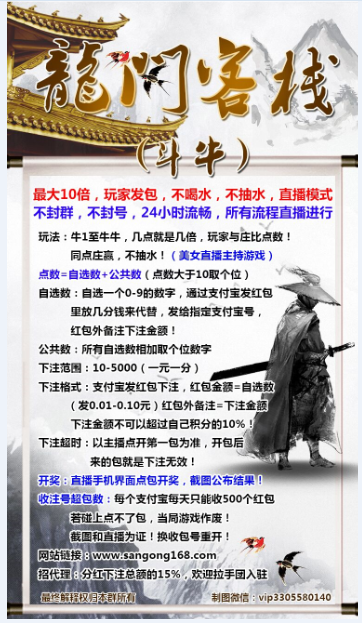 龍門客栈
(斗牛)
最大10倍，玩家发包，不喝水，不抽水，直播模式
不封群，不封号，24小时流畅，所有流程直播进行
玩法：牛1至牛牛，几点就是几倍，玩家与庄比点数！
同点庄赢，不抽水！（美女直播主持游戏）
点数=自选数+公共数（点数大于10取个位）
自选数：自选一个0-9的数字，通过支付宝发红包
里放几分钱来代替，发给指定支付宝号，
红包外备注下注金额！
公共数：所有自选数相加取个位数字
下注范围：10-5000（一元一分）
下注格式：支付宝发红包下注，红包金额=自选数
（发0.01-0.10元）红包外备注=下注金额
下注金额不可以超过自己积分的10%！
下注超时：以主播点开第一包为准，开包后
来的包就是下注无效！
开奖：直播手机界面点包开奖，截图公布结果！
收注号超包数：每个支付宝每天只能收500个红包
若碰上点不了包，当局游戏作废！
截图和直播为证！换收包号重开！
网站链接：www.sangong168.com
招代理：分红下注总额的15%，欢迎拉手团入驻
最终解程权归本群所有
制图微信：vip3305580140